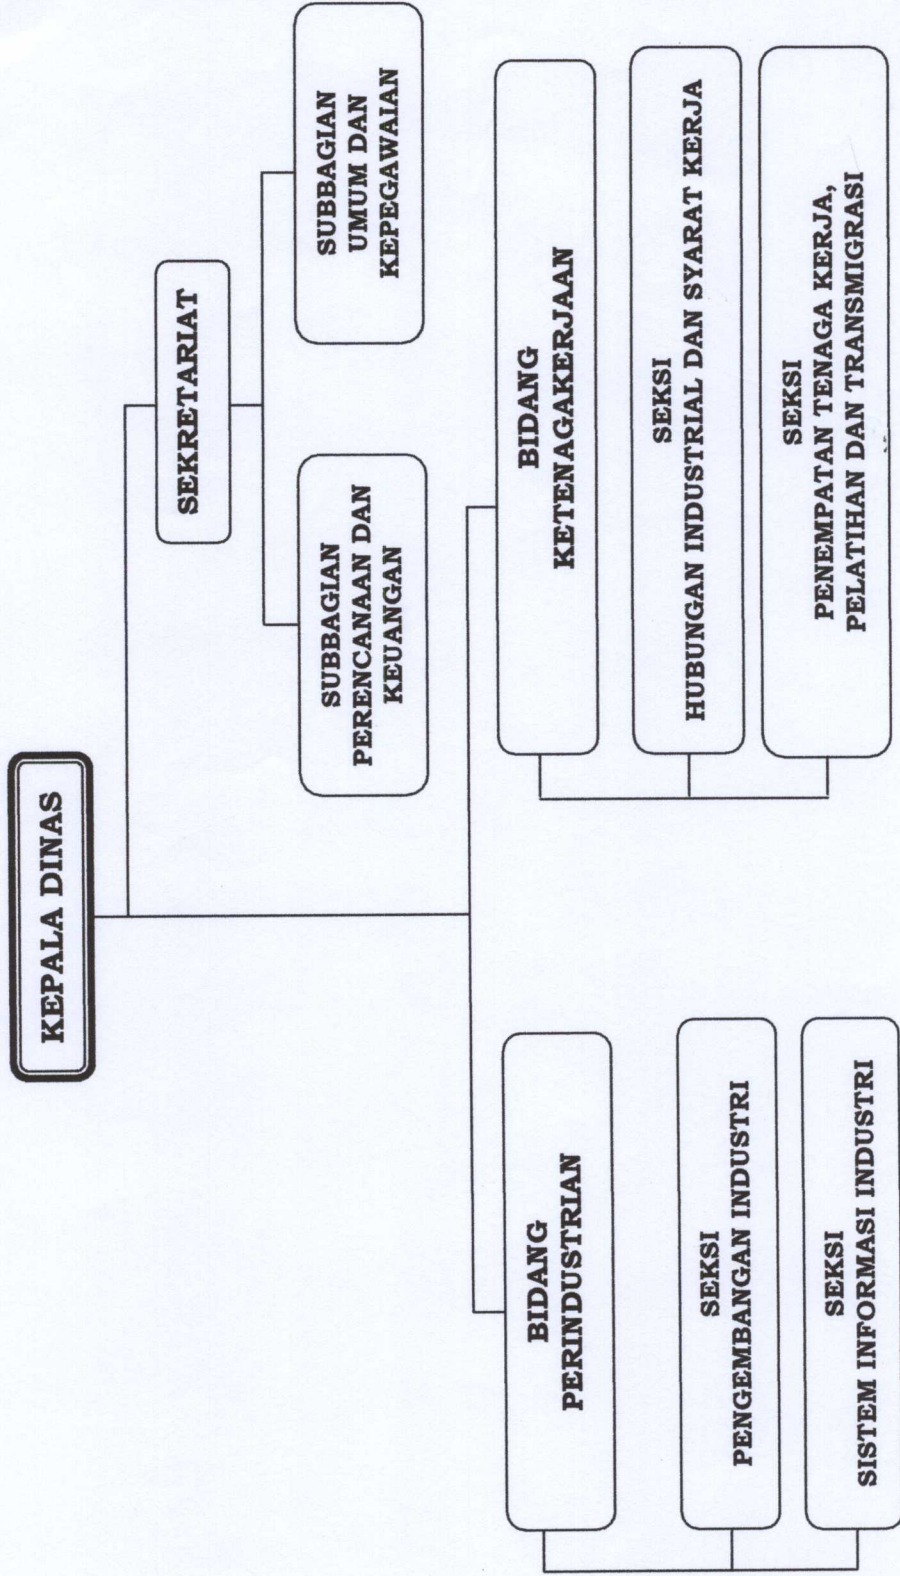 KEPALA DINAS
SEKRETARIAT
SUBBAGIAN
PERENCANAAN DAN
KEUANGAN
SUBBAGIAN
UMUM DAN
KEPEGAWAIAN
BIDANG
PERINDUSTRIAN
SEKSI
PENGEMBANGAN INDUSTRI
SEKSI
SISTEM INFORMASI INDUSTRI
BIDANG
KETENAGAKERJAAN
SEKSI
HUBUNGAN INDUSTRIAL DAN SYARAT KERJA
SEKSI
PENEMPATAN TENAGA KERJA,
PELATIHAN DAN TRANSMIGRASI